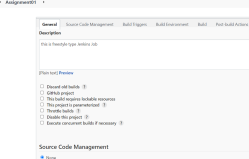 Assignment01
General Source Code Management Build Triggers Build Environment Build Post-build Actions
Description
this is freestyle type Jenkins Job
[Plain text] Preview
Discard old builds ?
GitHub project
This build requires lockable resources
This project is parameterized ?
Throttle builds ?
Disable this project ?
Execute concurrent builds if necessary ?
Source Code Management
None